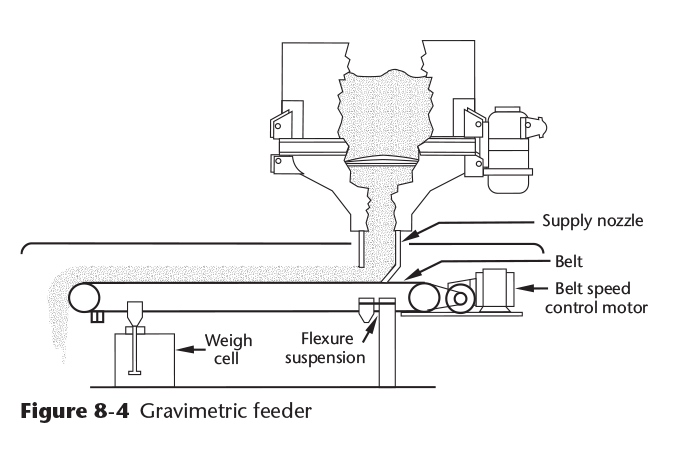 Supply nozzle
Belt
Belt speed
control motor
Weigh
cell
Flexure
suspension
Figure 8-4 Gravimetric feeder